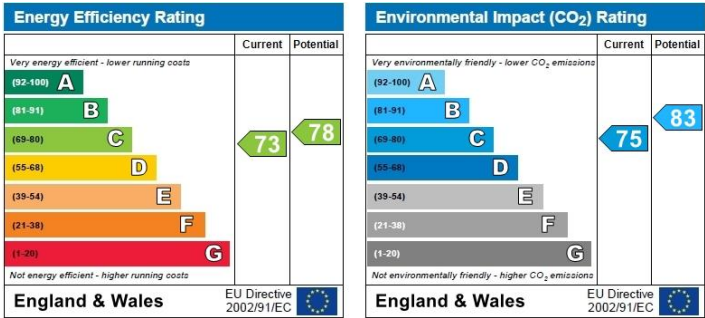 Energy Efficiency Rating
Current Potential
Very energy efficient - lower running costs
(92-100) A
(81-91) B
(69-80) C
(55-68) D
(39-54) E
(21-38) F
(1-20) G
73
78
Not energy efficient - higher running costs
England & Wales
EU Directive
2002/91/EC
Environmental Impact (CO₂) Rating
Current Potential
Very environmentally friendly - lower CO₂ emissions
(92-100) A
(81-91) B
(69-80) C
(55-68) D
(39-54) E
(21-38) F
(1-20) G
75
83
Not environmentally friendly - higher CO₂ emissions
England & Wales
EU Directive
2002/91/EC